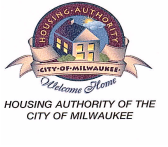 HOUSING AUTHORITY
CITY OF MILWAUKEE
Welcome Home
HOUSING AUTHORITY OF THE
CITY OF MILWAUKEE